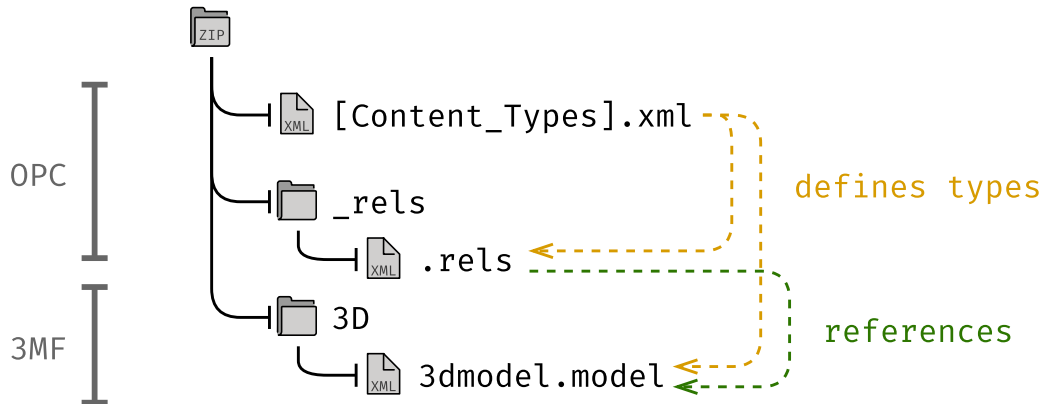 ZIP
XML [Content_Types].xml
OPC
defines types
_rels
XML .rels
3D
references
3MF
XML 3dmodel.model